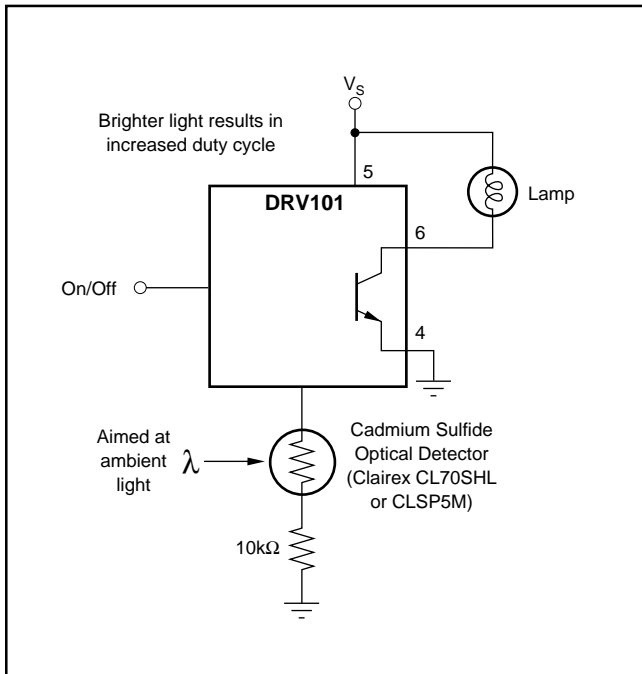 V_S
Brighter light results in
increased duty cycle
5
DRV101
Lamp
6
On/Off
4
Aimed at
ambient
light
λ
Cadmium Sulfide
Optical Detector
(Clairex CL70SHL
or CLSP5M)
10kΩ